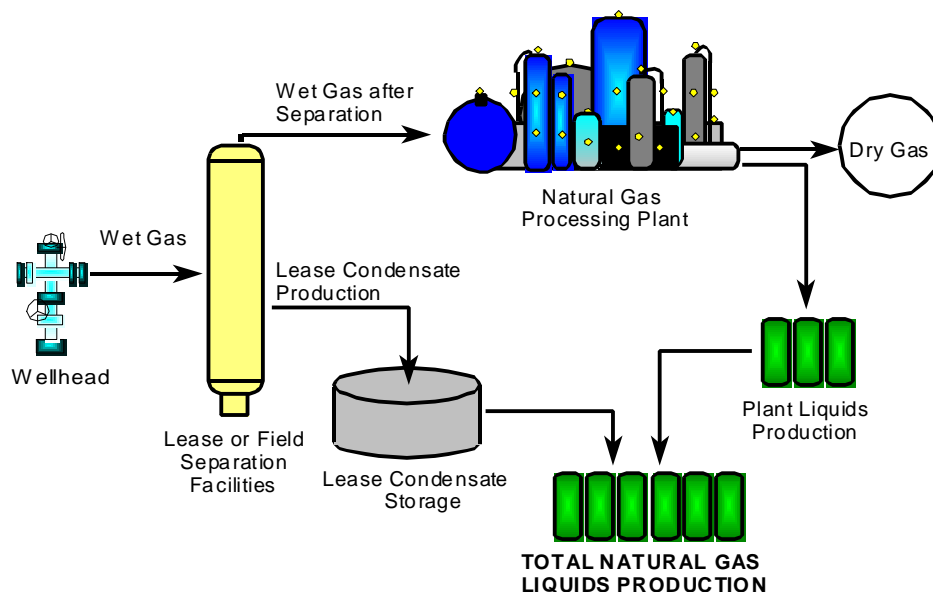 Wet Gas after
Separation
Dry Gas
Natural Gas
Processing Plant
Wet Gas
Lease Condensate
Production
Wellhead
Plant Liquids
Production
Lease or Field
Separation
Facilities
Lease Condensate
Storage
TOTAL NATURAL GAS
LIQUIDS PRODUCTION